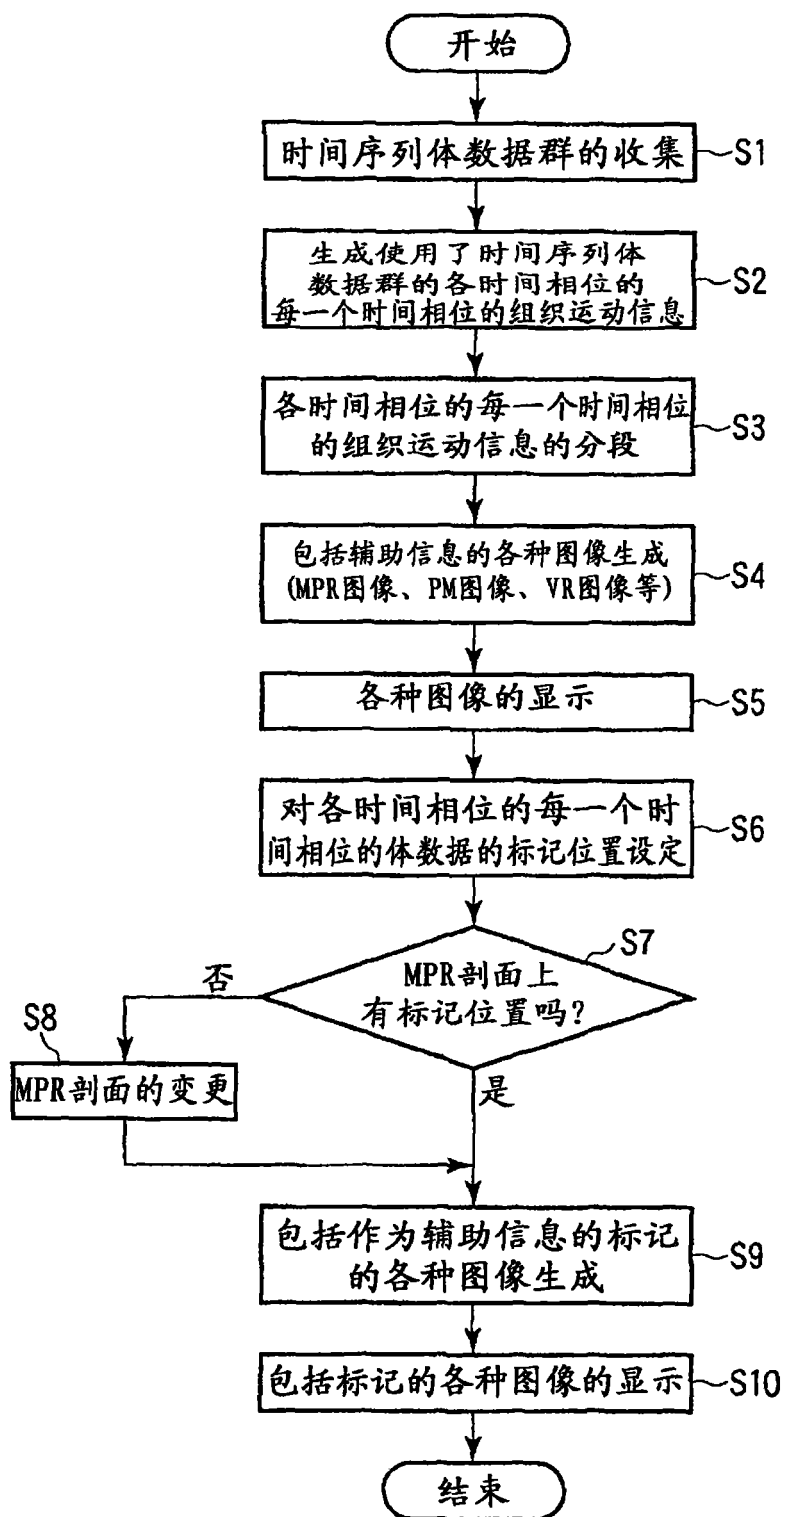 开始
时间序列体数据群的收集
S1
生成使用了时间序列体
数据群的各时间相位的
每一个时间相位的组织运动信息
S2
各时间相位的每一个时间相位
的组织运动信息的分段
S3
包括辅助信息的各种图像生成
(MPR图像、PM图像、VR图像等)
S4
各种图像的显示
S5
对各时间相位的每一个时
间相位的体数据的标记位置设定
S6
S7
MPR剖面上
有标记位置吗?
否
S8
MPR剖面的变更
是
包括作为辅助信息的标记
的各种图像生成
S9
包括标记的各种图像的显示
S10
结束